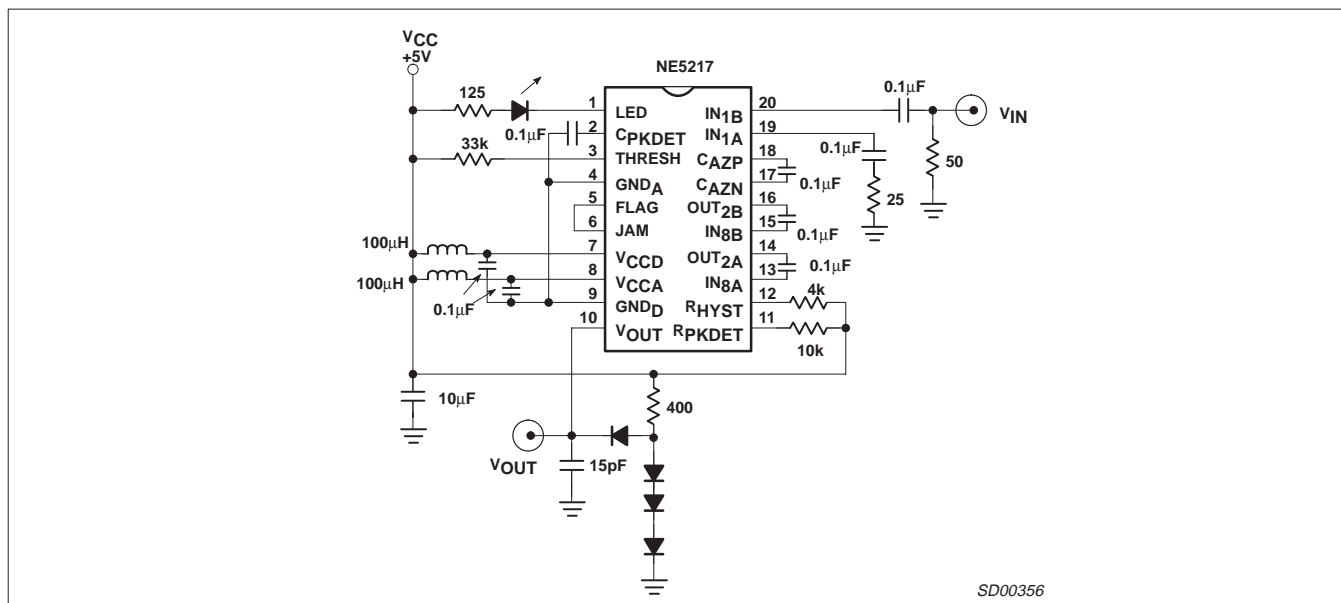 VCC
+5V
NE5217
125
1
LED
0.1μF
2
CPKDET
33k
3
THRESH
4
GNDA
5
FLAG
6
JAM
100μH
7
VCCD
100μH
8
VCCA
0.1μF
9
GNDD
10
VOUT
20
IN1B
0.1μF
VIN
19
IN1A
0.1μF
50
18
CAZP
17
CAZN
0.1μF
25
16
OUT2B
15
IN8B
0.1μF
14
OUT2A
13
IN8A
0.1μF
12
RHYST
4k
11
RPKDET
10k
10μF
400
VOUT
15pF
SD00356